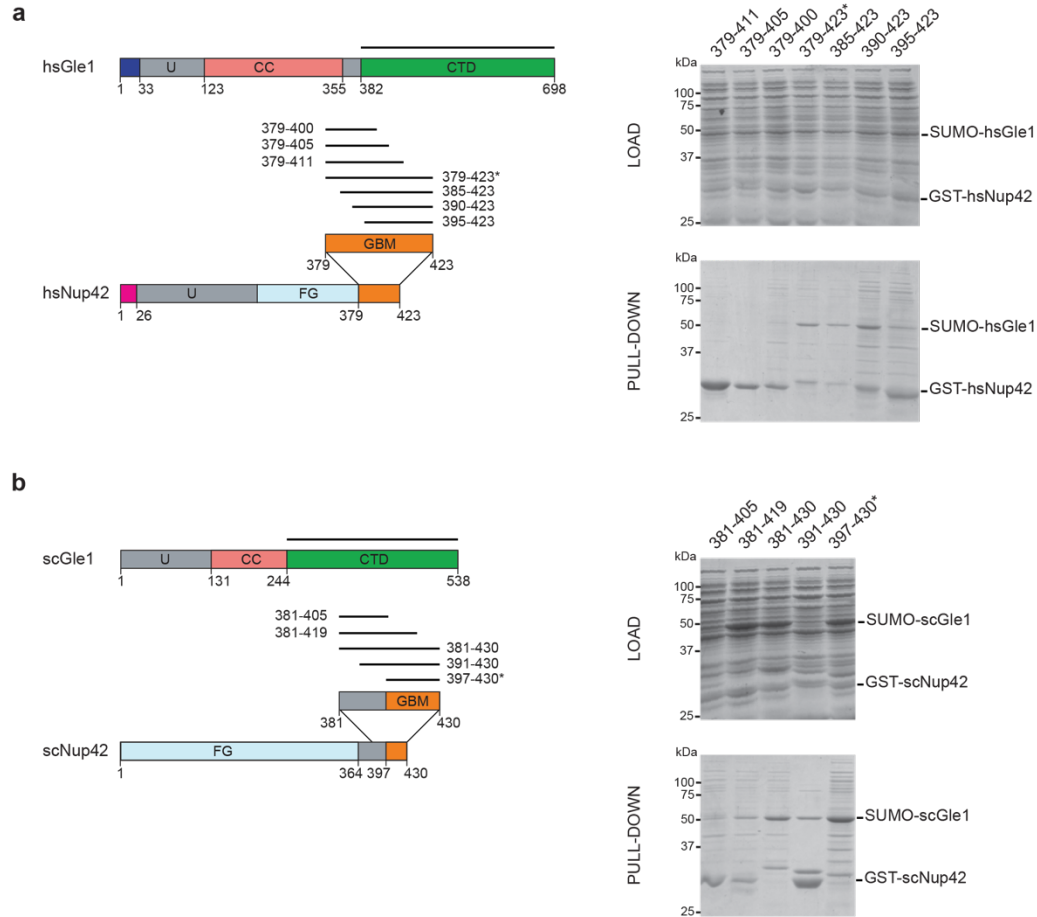 a
hsGle1
U
CC
CTD
1
33
123
355
382
698
379-400
379-405
379-411
379-423*
385-423
390-423
395-423
GBM
379
423
hsNup42
U
FG
1
26
379
423
379-411
379-405
379-400
379-423*
385-423
390-423
395-423
kDa
100
75
50
37
25
LOAD
SUMO-hsGle1
GST-hsNup42
kDa
100
75
50
37
25
PULL-DOWN
SUMO-hsGle1
GST-hsNup42
b
scGle1
U
CC
CTD
1
131
244
538
381-405
381-419
381-430
391-430
397-430*
GBM
381
430
scNup42
FG
1
364
397
430
381-405
381-419
381-430
391-430
397-430*
kDa
100
75
50
37
25
LOAD
SUMO-scGle1
GST-scNup42
kDa
100
75
50
37
25
PULL-DOWN
SUMO-scGle1
GST-scNup42